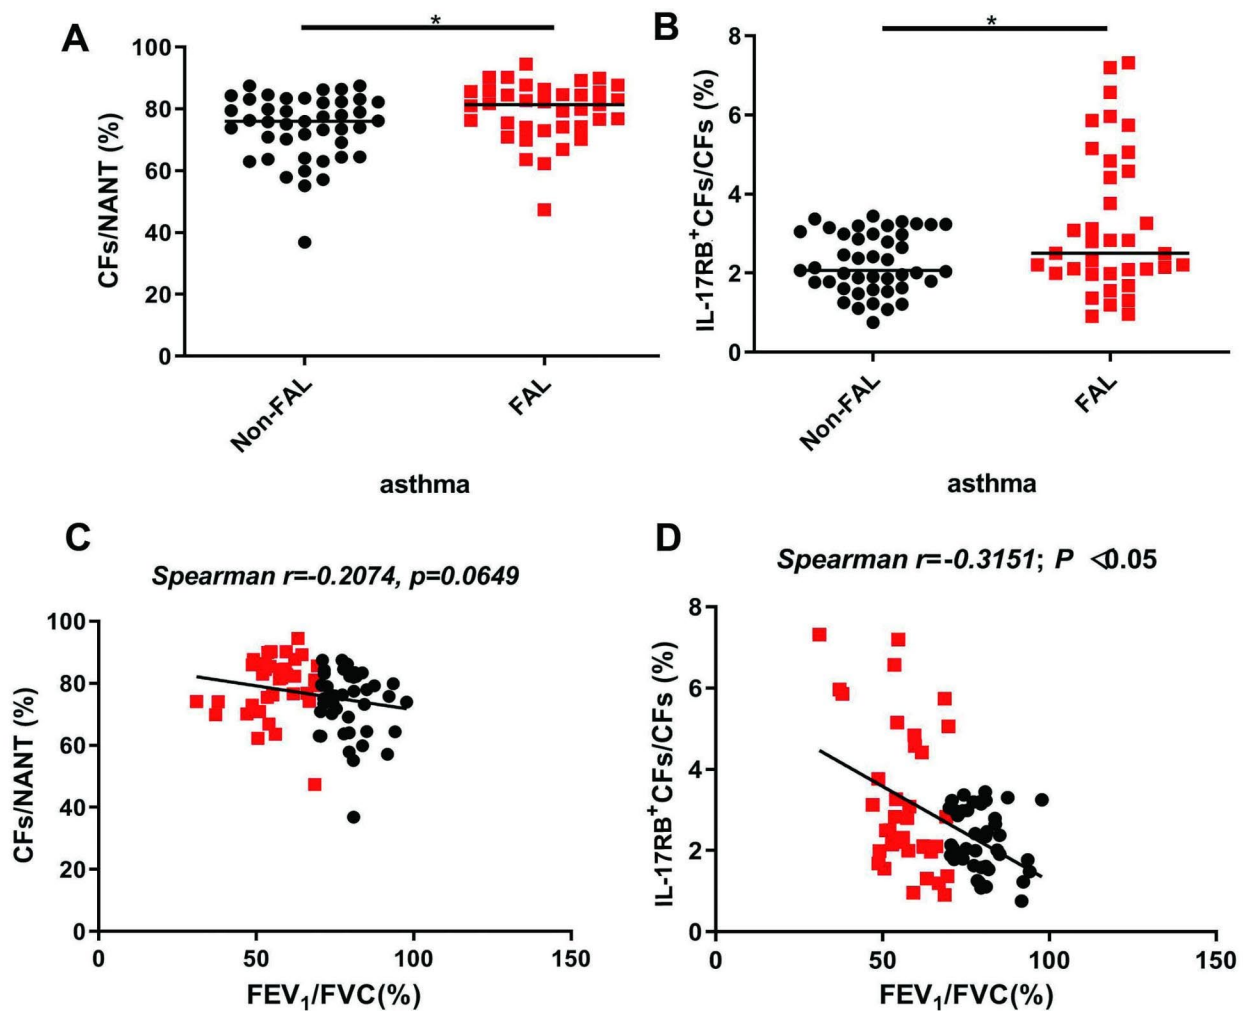 A
*
CFs/NANT (%)
100
80
60
40
20
0
Non-FAL
FAL
asthma
B
*
IL-17RB⁺CFs/CFs (%)
8
6
4
2
0
Non-FAL
FAL
asthma
C
Spearman r=-0.2074, p=0.0649
CFs/NANT (%)
100
80
60
40
20
0
0
50
100
150
FEV₁/FVC(%)
D
Spearman r=-0.3151; P <0.05
IL-17RB⁺CFs/CFs (%)
8
6
4
2
0
0
50
100
150
FEV₁/FVC(%)